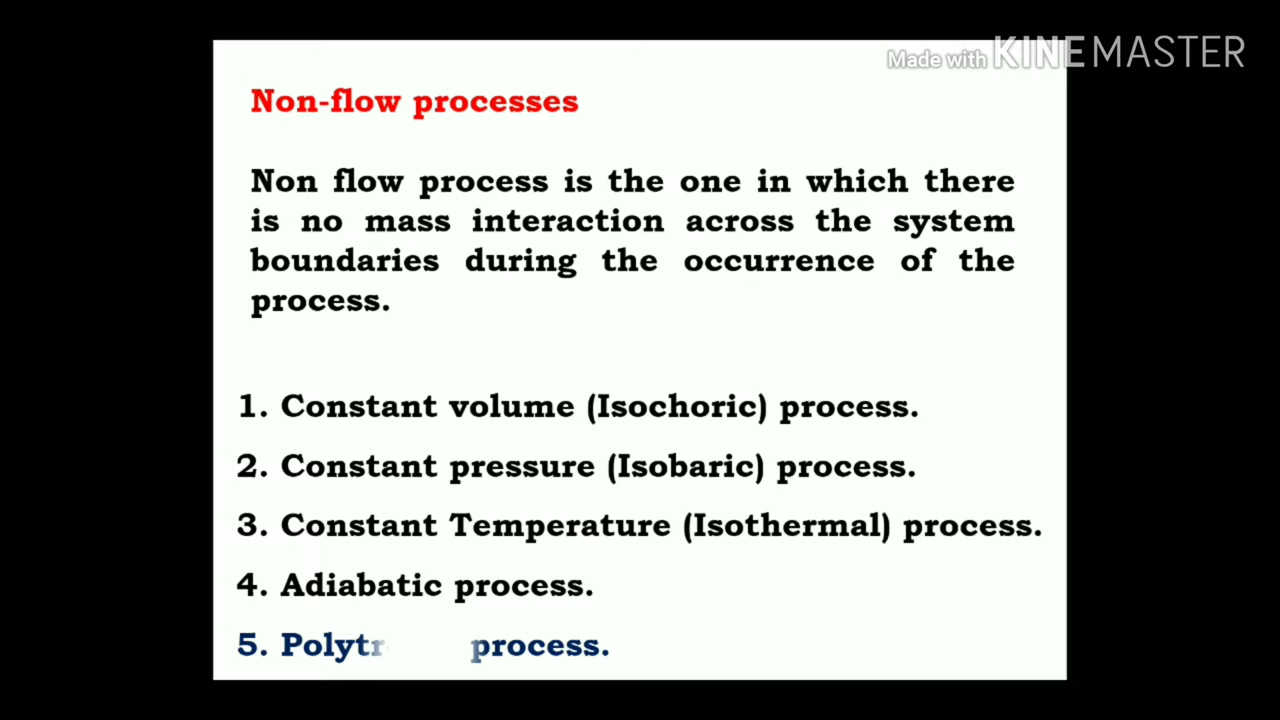 Made with KINEMASTER
Non-flow processes
Non flow process is the one in which there
is no mass interaction across the system
boundaries during the occurrence of the
process.
1. Constant volume (Isochoric) process.
2. Constant pressure (Isobaric) process.
3. Constant Temperature (Isothermal) process.
4. Adiabatic process.
5. Polytr process.